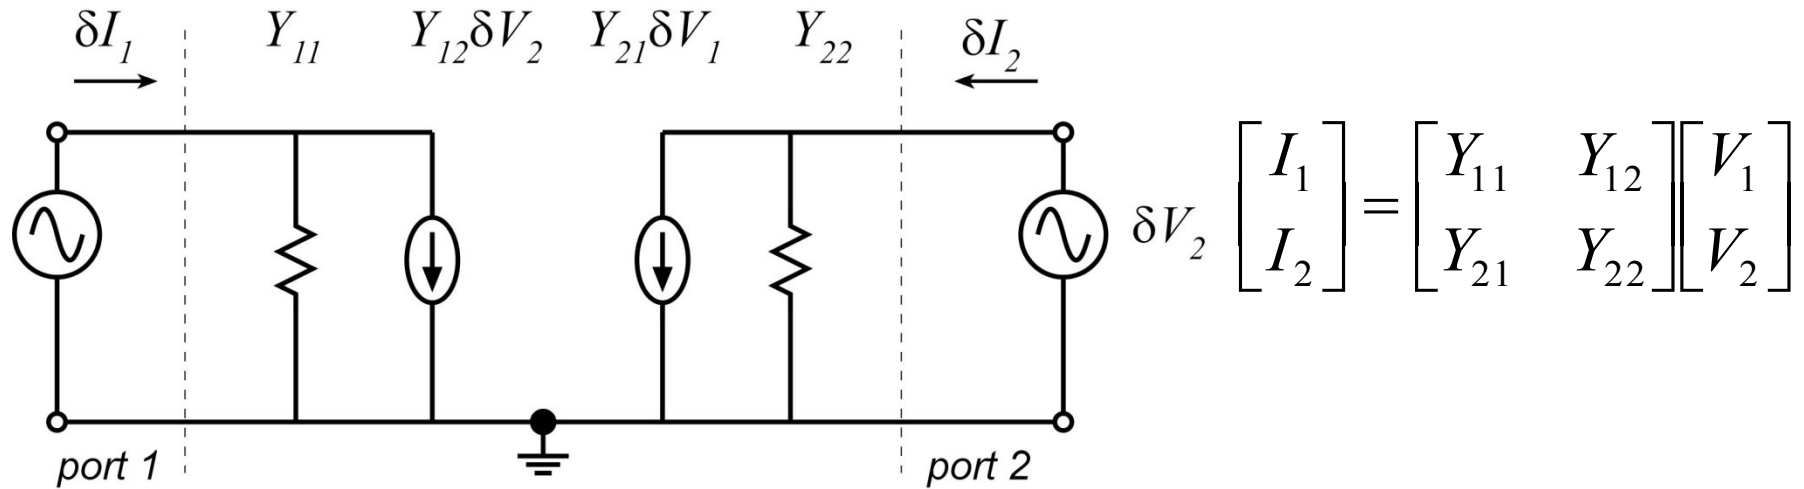 δI₁ Y₁₁ Y₁₂δV₂ Y₂₁δV₁ Y₂₂ δI₂
δV₂
[I₁ I₂] = [Y₁₁ Y₁₂ Y₂₁ Y₂₂][V₁ V₂]
port 1 port 2